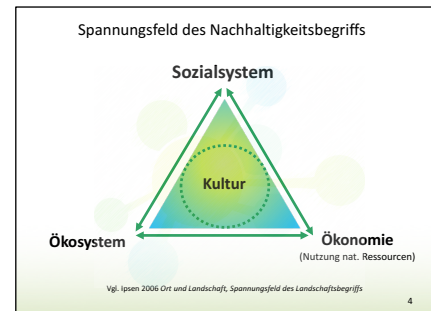 Spannungsfeld des Nachhaltigkeitsbegriffs
Sozialsystem
Kultur
Ökosystem
Ökonomie
(Nutzung nat. Ressourcen)
Vgl. Ipsen 2006 Ort und Landschaft, Spannungsfeld des Landschaftsbegriffs
4